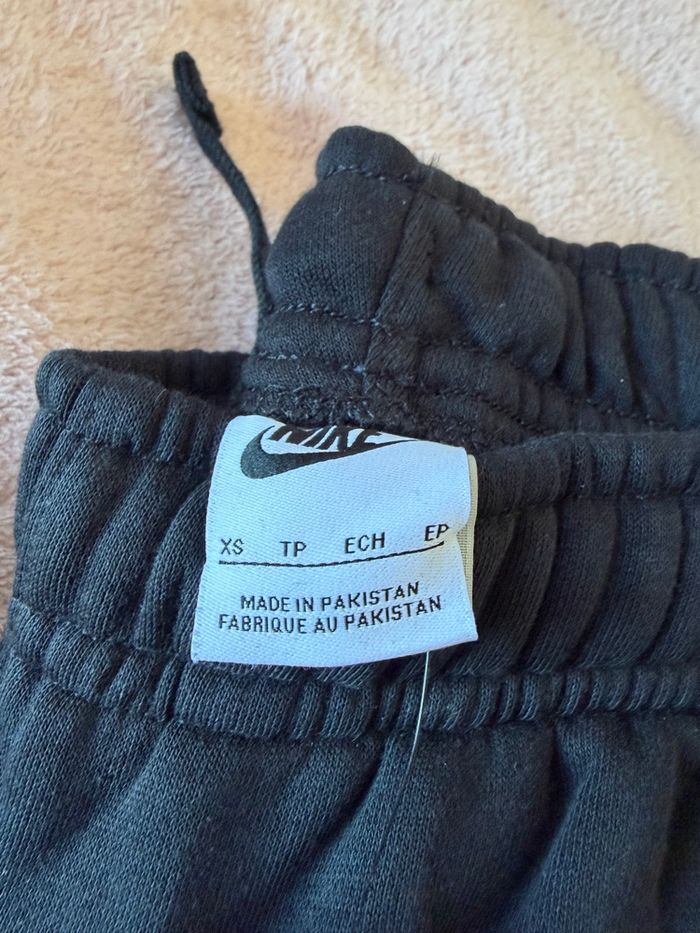 NIKE
XS TP ECH EP
MADE IN PAKISTAN
FABRIQUE AU PAKISTAN